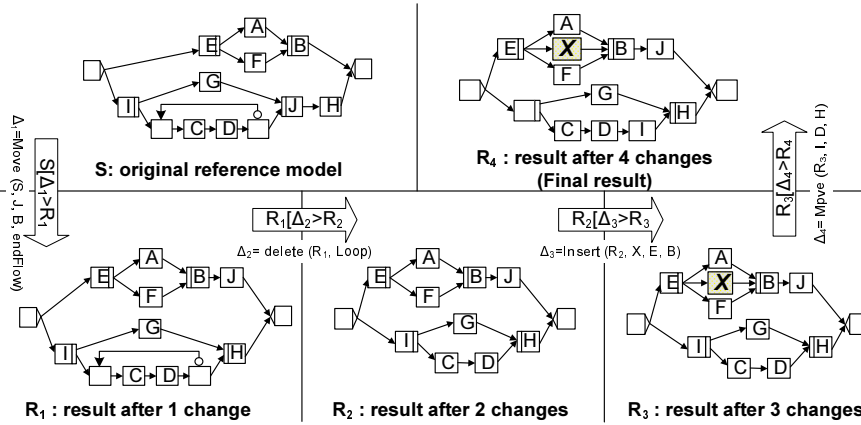 A
E
B
F
G
I
J
H
C
D
S: original reference model
A
E
X
B
J
F
G
H
C
D
I
R4 : result after 4 changes
(Final result)
Δ1=Move (S, J, B, endFlow)
S[Δ1>R1
R1[Δ2>R2
Δ2= delete (R1, Loop)
R2[Δ3>R3
Δ3=Insert (R2, X, E, B)
R3[Δ4>R4
Δ4= Mpve (R3, I, D, H)
A
E
B
J
F
G
I
H
C
D
R1 : result after 1 change
A
E
B
J
F
G
I
H
C
D
R2 : result after 2 changes
A
E
X
B
J
F
G
I
H
C
D
R3 : result after 3 changes